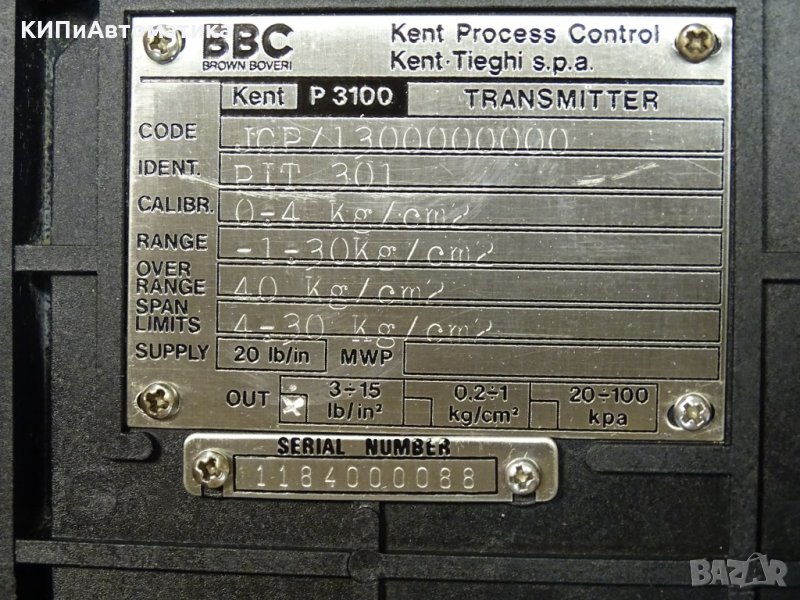 КИПиАвтоматика
BBC
BROWN BOVERI
Kent Process Control
Kent-Tieghi s.p.a.
Kent P 3100 TRANSMITTER
CODE JGP/1300000000
IDENT. PIT 301
CALIBR. 0-4 Kg/cm2
RANGE -1-30Kg/cm2
OVER RANGE 40 Kg/cm2
SPAN LIMITS 4-30 Kg/cm2
SUPPLY 20 lb/in MWP
OUT 3÷15 lb/in² 0.2÷1 kg/cm² 20÷100 kpa
SERIAL NUMBER
1184000088
BAZAR